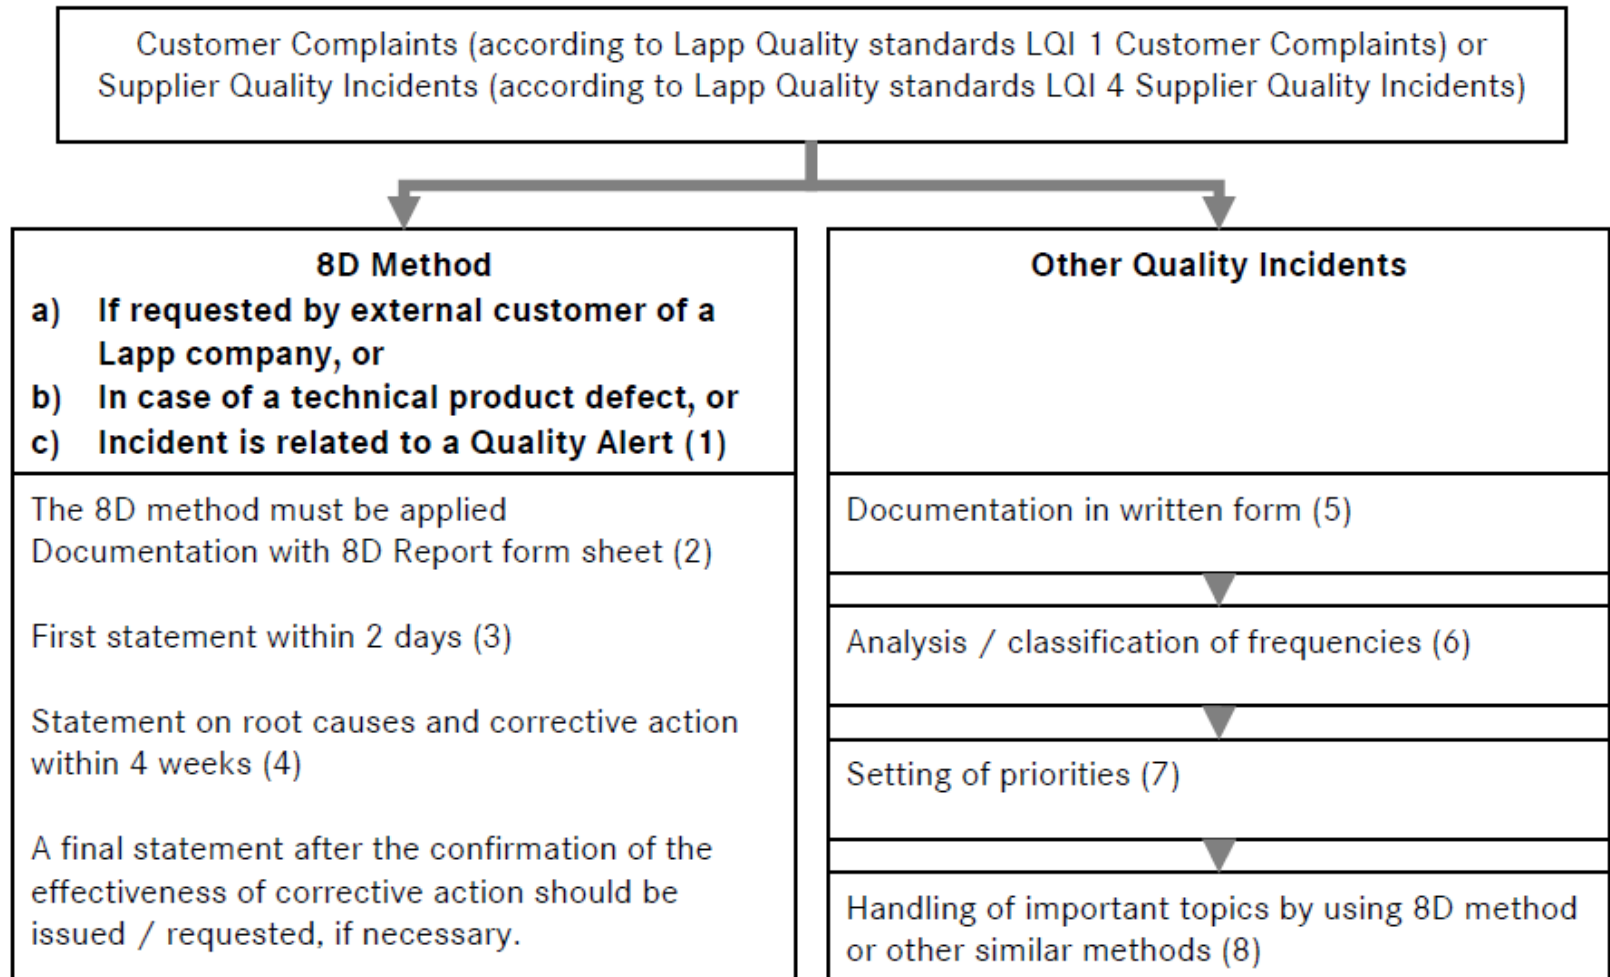 Customer Complaints (according to Lapp Quality standards LQI 1 Customer Complaints) or
Supplier Quality Incidents (according to Lapp Quality standards LQI 4 Supplier Quality Incidents)
8D Method
a) If requested by external customer of a
Lapp company, or
b) In case of a technical product defect, or
c) Incident is related to a Quality Alert (1)
The 8D method must be applied
Documentation with 8D Report form sheet (2)
First statement within 2 days (3)
Statement on root causes and corrective action
within 4 weeks (4)
A final statement after the confirmation of the
effectiveness of corrective action should be
issued / requested, if necessary.
Other Quality Incidents
Documentation in written form (5)
Analysis / classification of frequencies (6)
Setting of priorities (7)
Handling of important topics by using 8D method
or other similar methods (8)